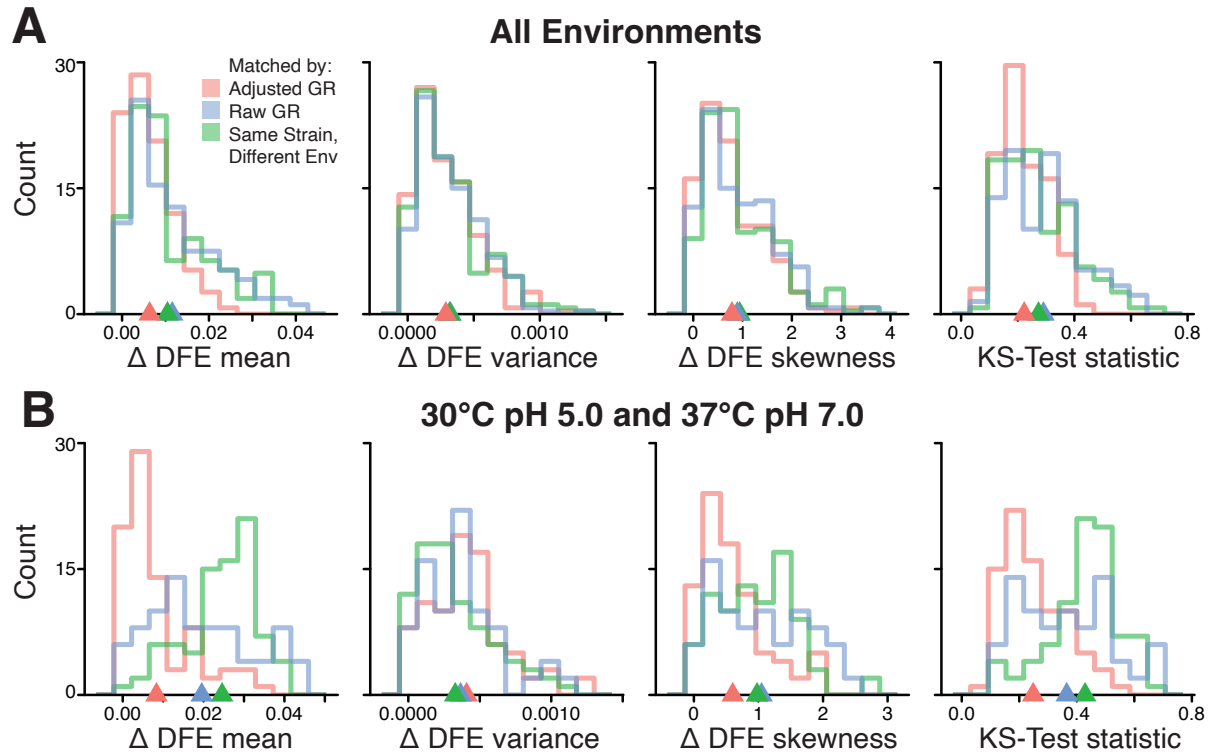 A
All Environments
Matched by:
Adjusted GR
Raw GR
Same Strain,
Different Env
Count
30
15
0
0.00 0.02 0.04
Δ DFE mean
0.0000 0.0010
Δ DFE variance
0 1 2 3 4
Δ DFE skewness
0.0 0.4 0.8
KS-Test statistic
B
30°C pH 5.0 and 37°C pH 7.0
Count
30
15
0
0.00 0.02 0.04
Δ DFE mean
0.0000 0.0010
Δ DFE variance
0 1 2 3
Δ DFE skewness
0.0 0.4 0.8
KS-Test statistic